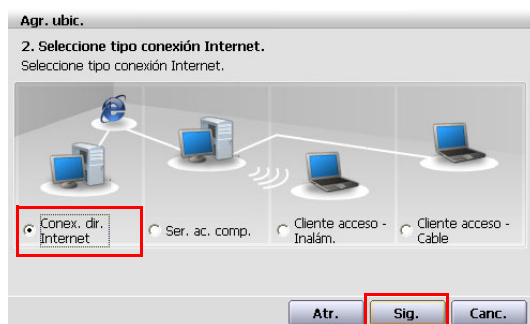 Agr. ubic.
2. Seleccione tipo conexión Internet.
Seleccione tipo conexión Internet.
Conex. dir.
Internet
Ser. ac. comp.
Cliente acceso -
Inalám.
Cliente acceso -
Cable
Atr.
Sig.
Canc.